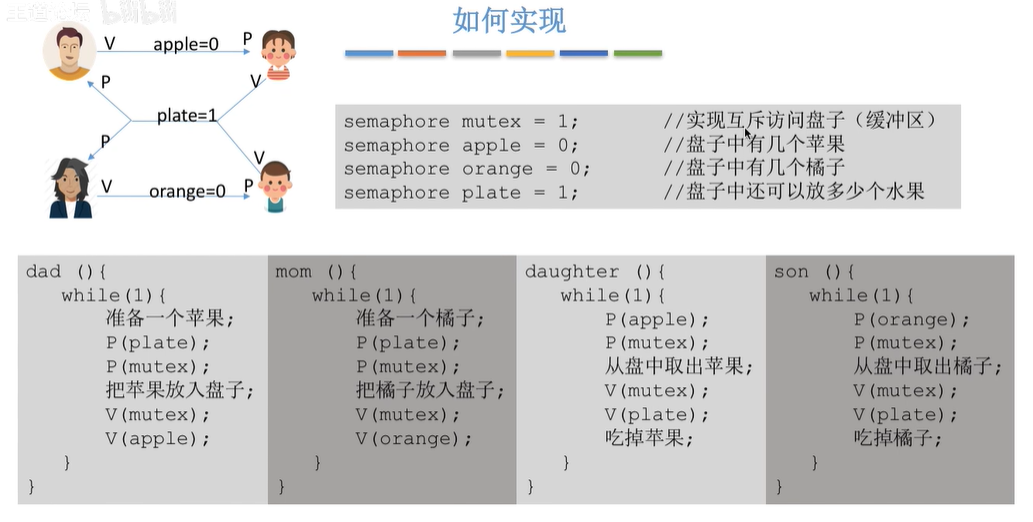 王道论坛 bilibili
如何实现
V apple=0 P
P V
plate=1
P V
V orange=0 P
semaphore mutex = 1; //实现互斥访问盘子（缓冲区）
semaphore apple = 0; //盘子中有几个苹果
semaphore orange = 0; //盘子中有几个橘子
semaphore plate = 1; //盘子中还可以放多少个水果
dad (){
while(1){
准备一个苹果;
P(plate);
P(mutex);
把苹果放入盘子;
V(mutex);
V(apple);
}
}
mom (){
while(1){
准备一个橘子;
P(plate);
P(mutex);
把橘子放入盘子;
V(mutex);
V(orange);
}
}
daughter (){
while(1){
P(apple);
P(mutex);
从盘中取出苹果;
V(mutex);
V(plate);
吃掉苹果;
}
}
son (){
while(1){
P(orange);
P(mutex);
从盘中取出橘子;
V(mutex);
V(plate);
吃掉橘子;
}
}